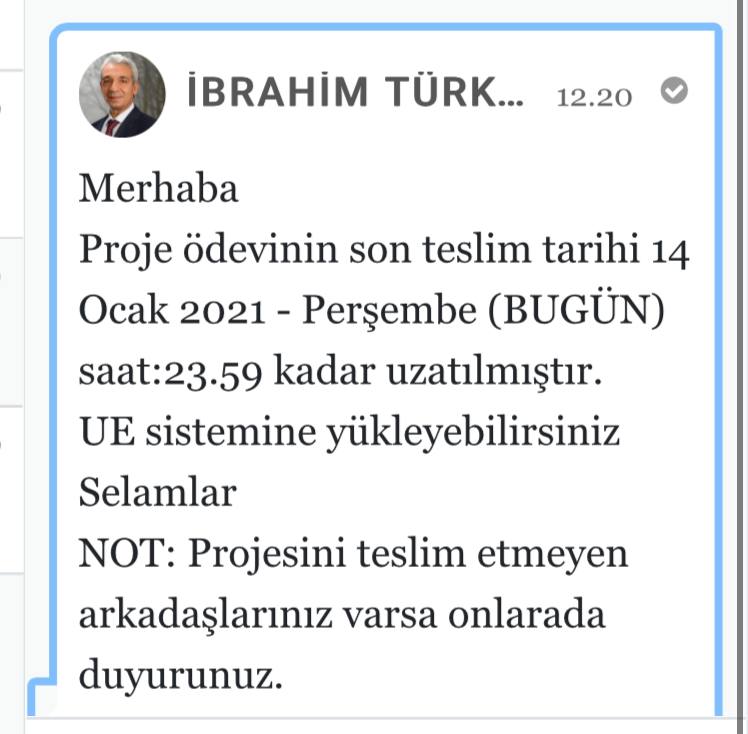 İBRAHİM TÜRK... 12.20
Merhaba
Proje ödevinin son teslim tarihi 14
Ocak 2021 - Perşembe (BUGÜN)
saat:23.59 kadar uzatılmıştır.
UE sistemine yükleyebilirsiniz
Selamlar
NOT: Projesini teslim etmeyen
arkadaşlarınız varsa onlarada
duyurunuz.